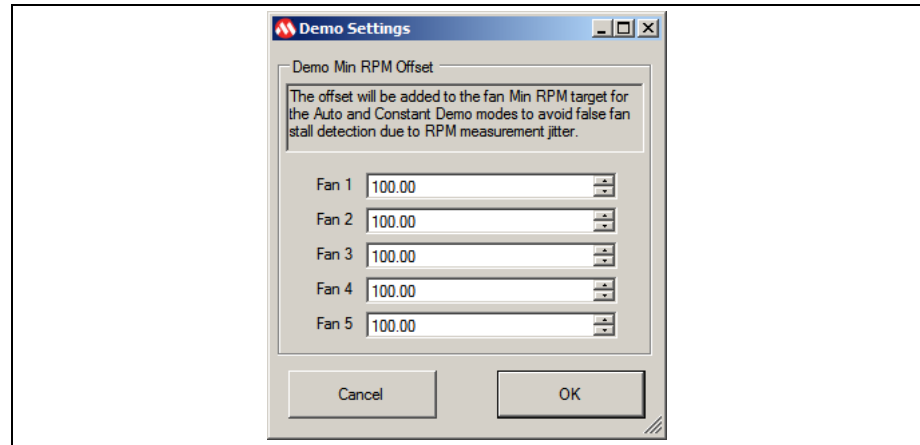 Demo Settings
Demo Min RPM Offset
The offset will be added to the fan Min RPM target for
the Auto and Constant Demo modes to avoid false fan
stall detection due to RPM measurement jitter.
Fan 1 100.00
Fan 2 100.00
Fan 3 100.00
Fan 4 100.00
Fan 5 100.00
Cancel OK